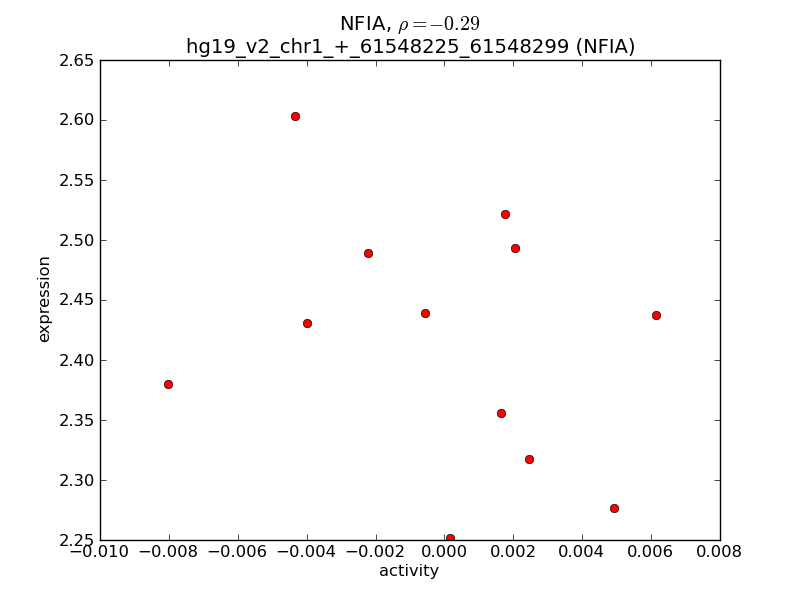 NFIA, ρ = −0.29
hg19_v2_chr1_+_61548225_61548299 (NFIA)
2.65
2.60
2.55
2.50
2.45
2.40
2.35
2.30
2.25
expression
−0.010 −0.008 −0.006 −0.004 −0.002 0.000 0.002 0.004 0.006 0.008
activity